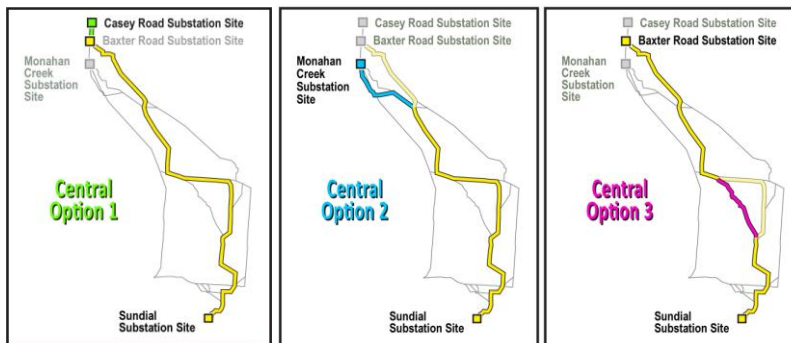 Casey Road Substation Site
Baxter Road Substation Site
Monahan
Creek
Substation
Site
Central
Option 1
Sundial
Substation Site
Casey Road Substation Site
Baxter Road Substation Site
Monahan
Creek
Substation
Site
Central
Option 2
Sundial
Substation Site
Casey Road Substation Site
Baxter Road Substation Site
Monahan
Creek
Substation
Site
Central
Option 3
Sundial
Substation Site